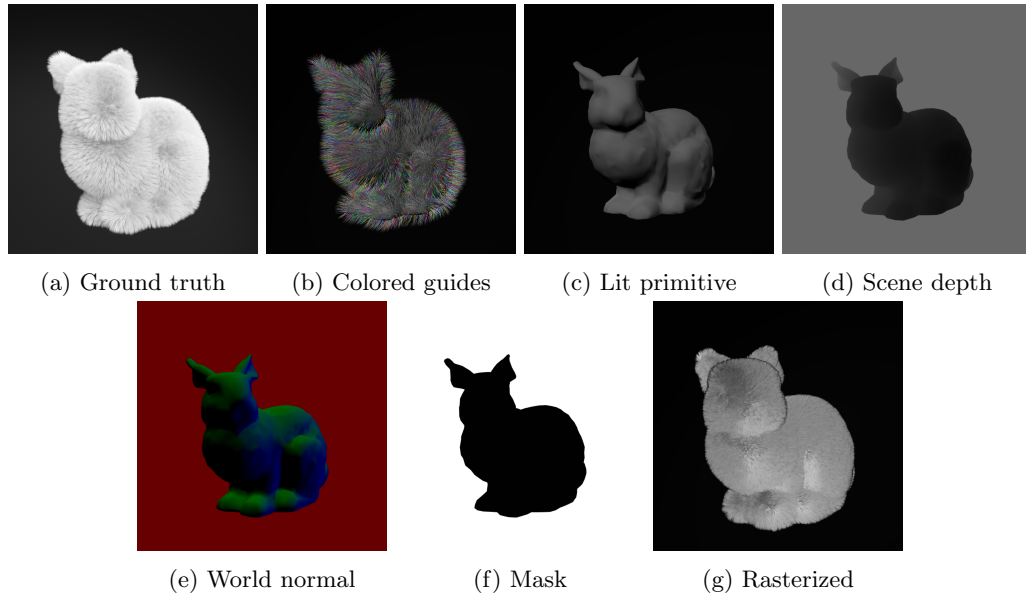 (a) Ground truth
(b) Colored guides
(c) Lit primitive
(d) Scene depth
(e) World normal
(f) Mask
(g) Rasterized